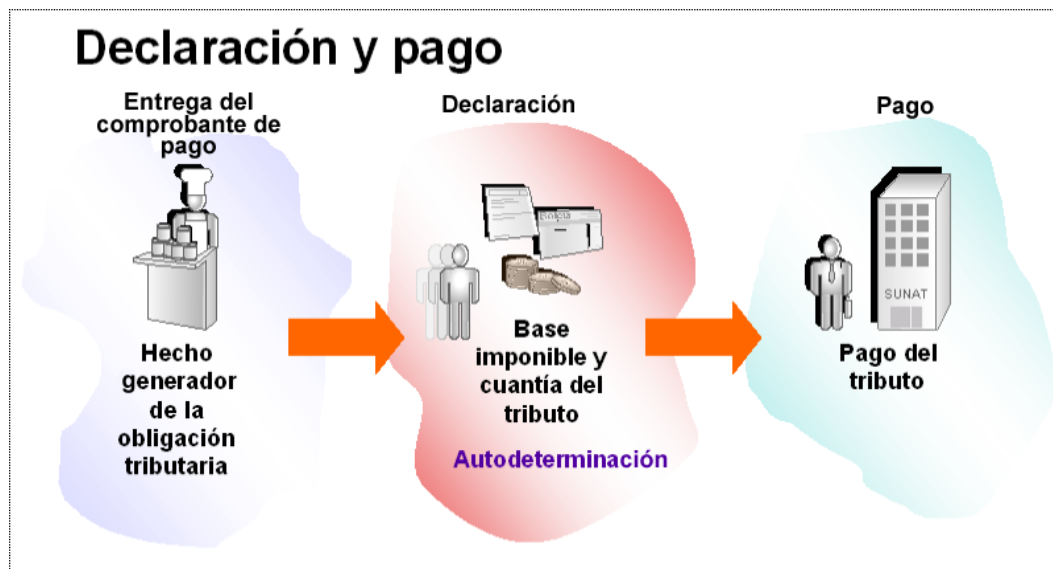 Declaración y pago
Entrega del
comprobante de
pago
Hecho
generador
de la
obligación
tributaria
Declaración
Boleta
Base
imponible y
cuantía del
tributo
Autodeterminación
Pago
SUNAT
Pago del
tributo